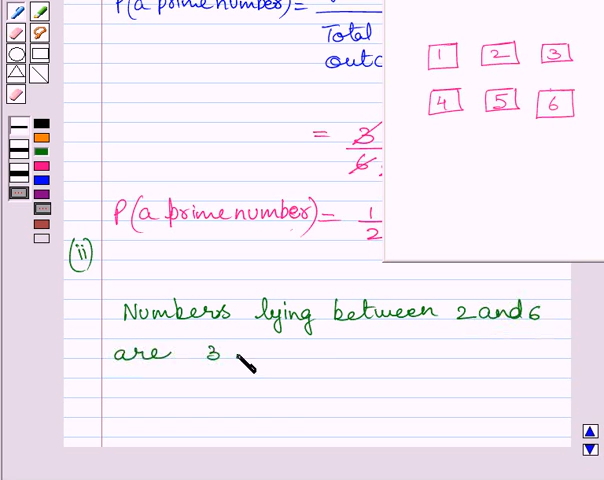 P(a prime number) =
Total
outc
= 3
6
P(a prime number) = 1
2
(ii)
Numbers lying between 2 and 6
are 3
1 2 3
4 5 6